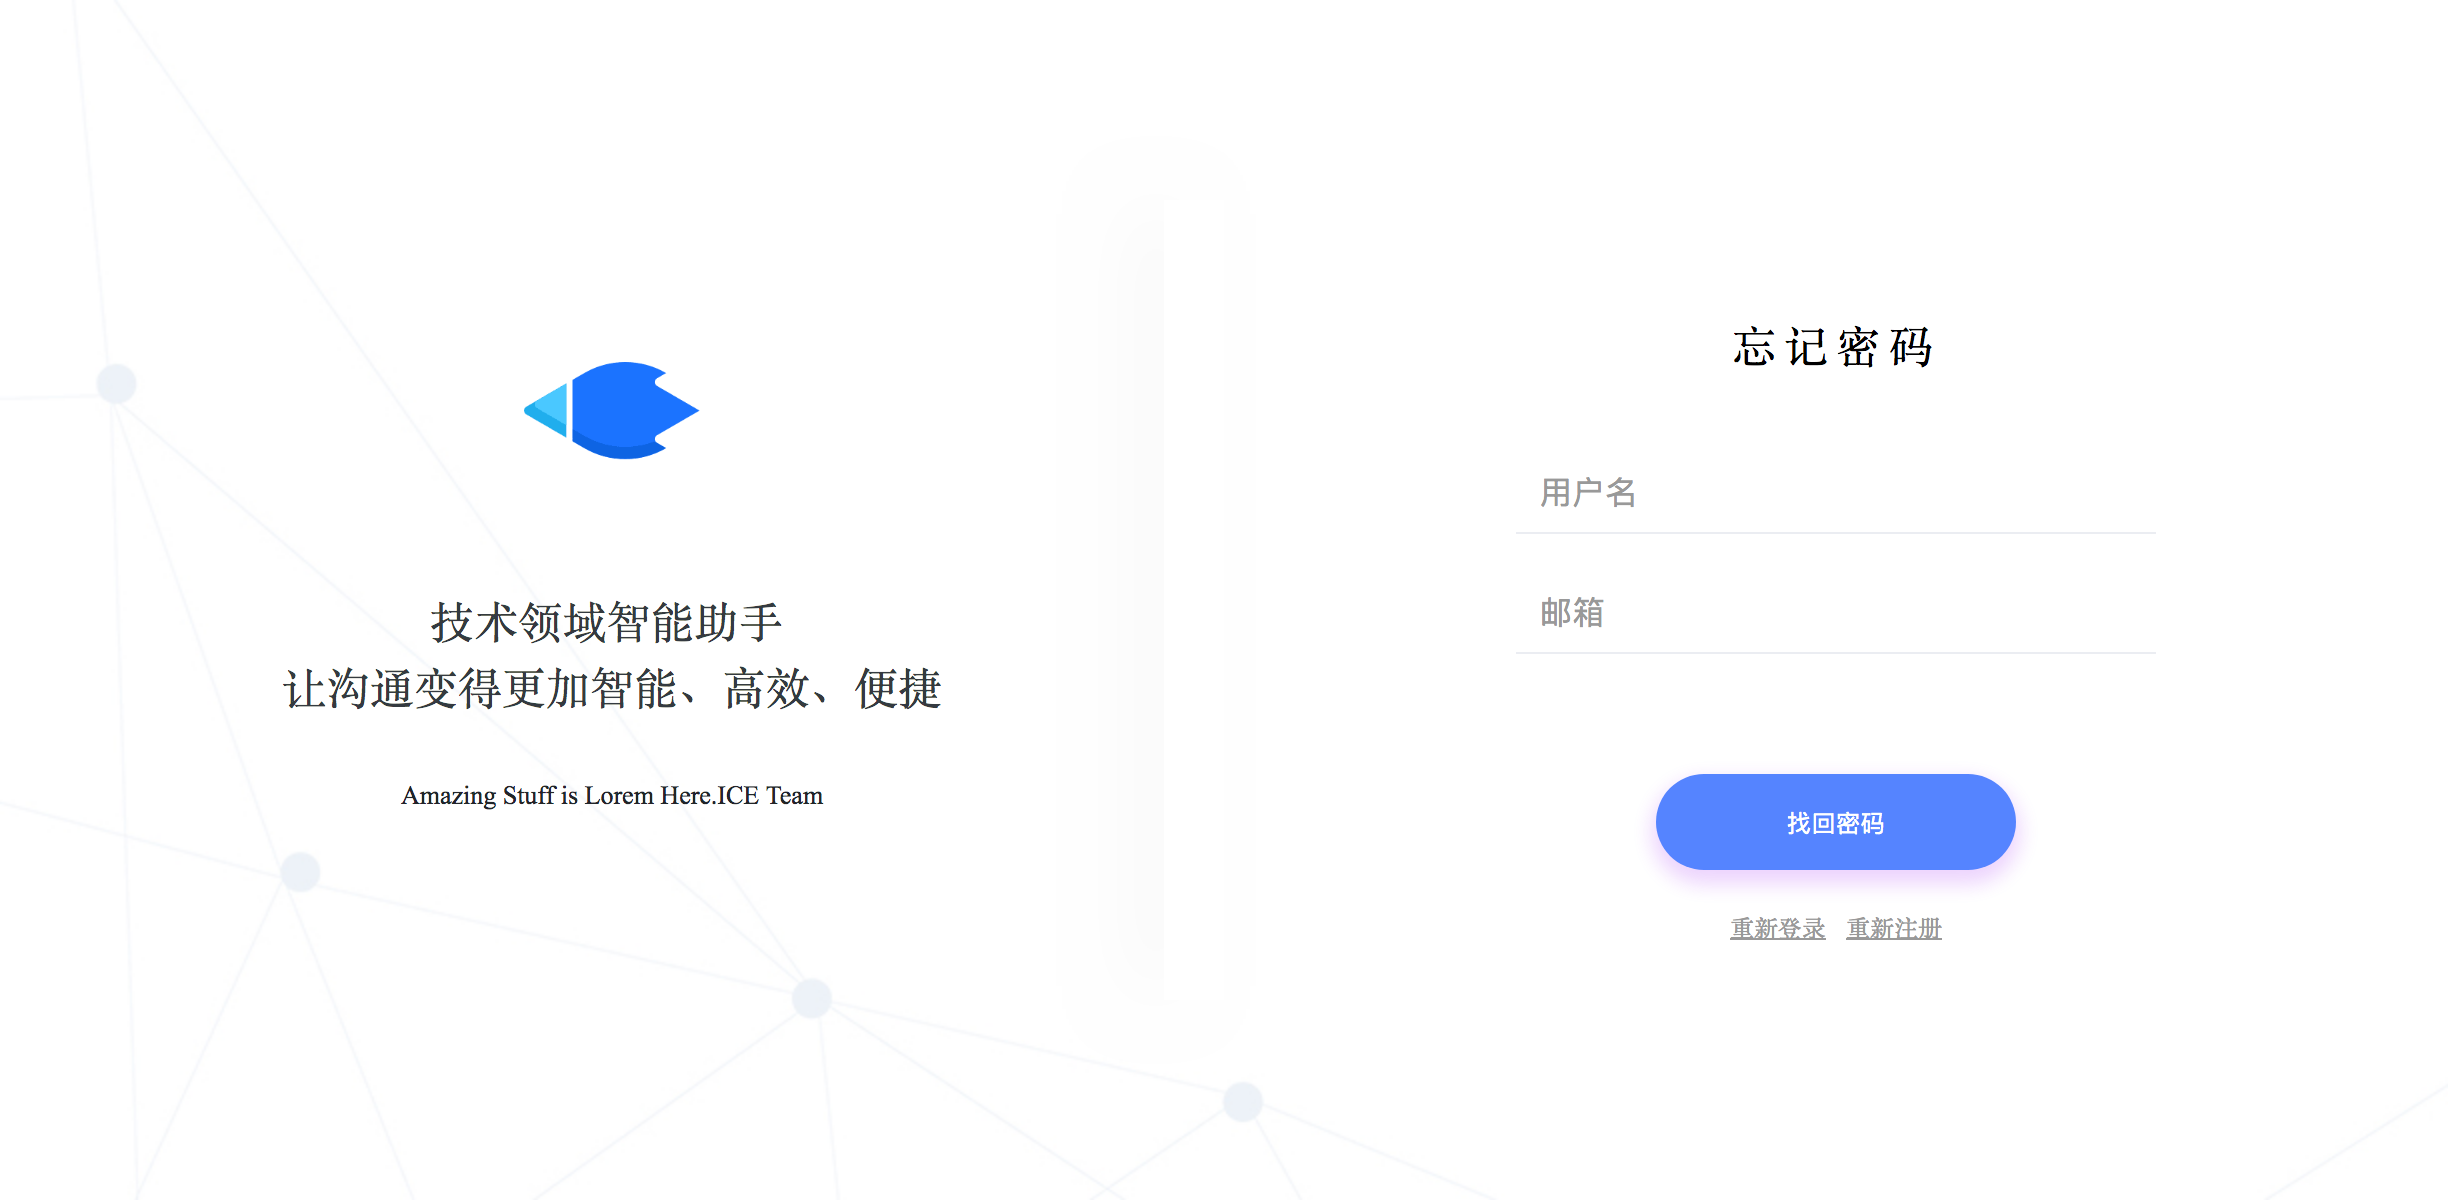 技术领域智能助手
让沟通变得更加智能、高效、便捷
Amazing Stuff is Lorem Here.ICE Team
忘记密码
用户名
邮箱
找回密码
重新登录 重新注册